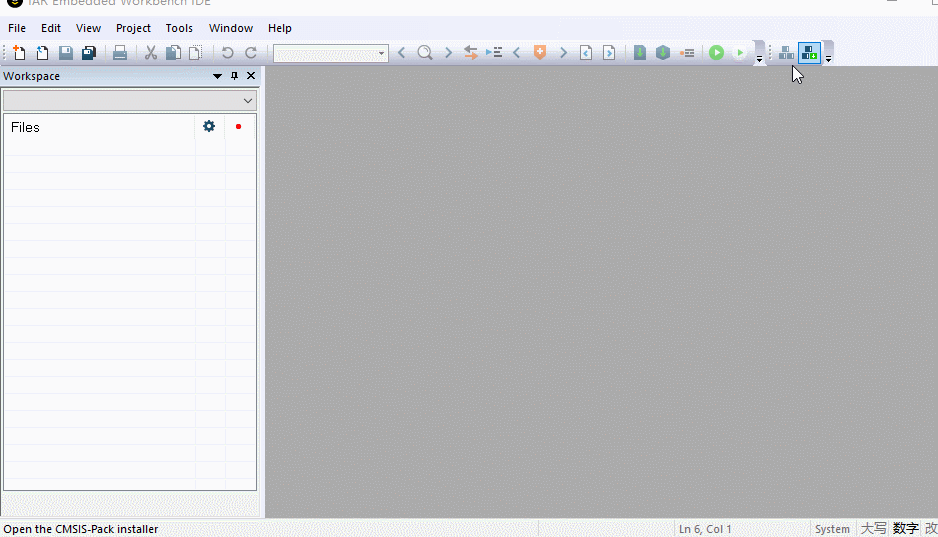 IAR Embedded Workbench IDE
File Edit View Project Tools Window Help
Workspace
Files
Open the CMSIS-Pack installer Ln 6, Col 1 System 大写 数字 改